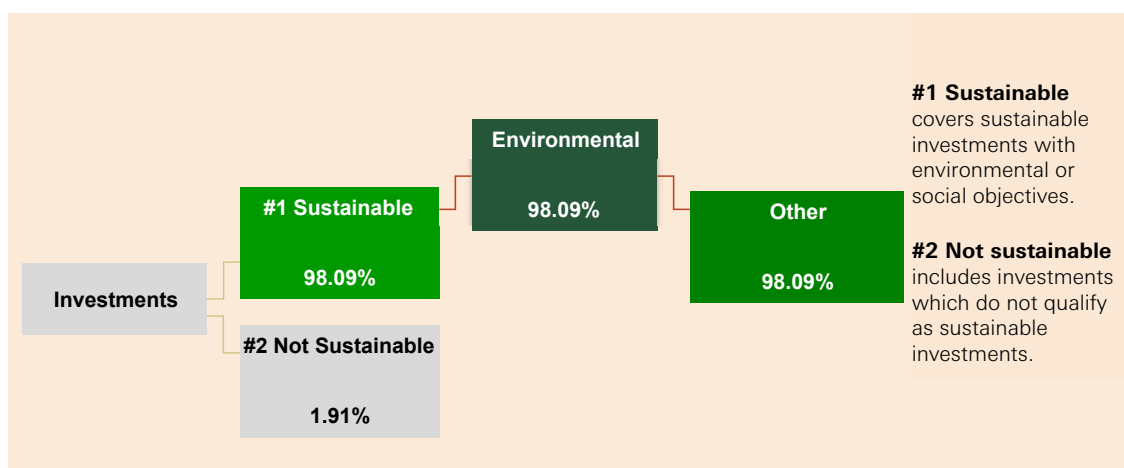 Investments
#1 Sustainable
98.09%
#2 Not Sustainable
1.91%
Environmental
98.09%
Other
98.09%
#1 Sustainable
covers sustainable
investments with
environmental or
social objectives.
#2 Not sustainable
includes investments
which do not qualify
as sustainable
investments.